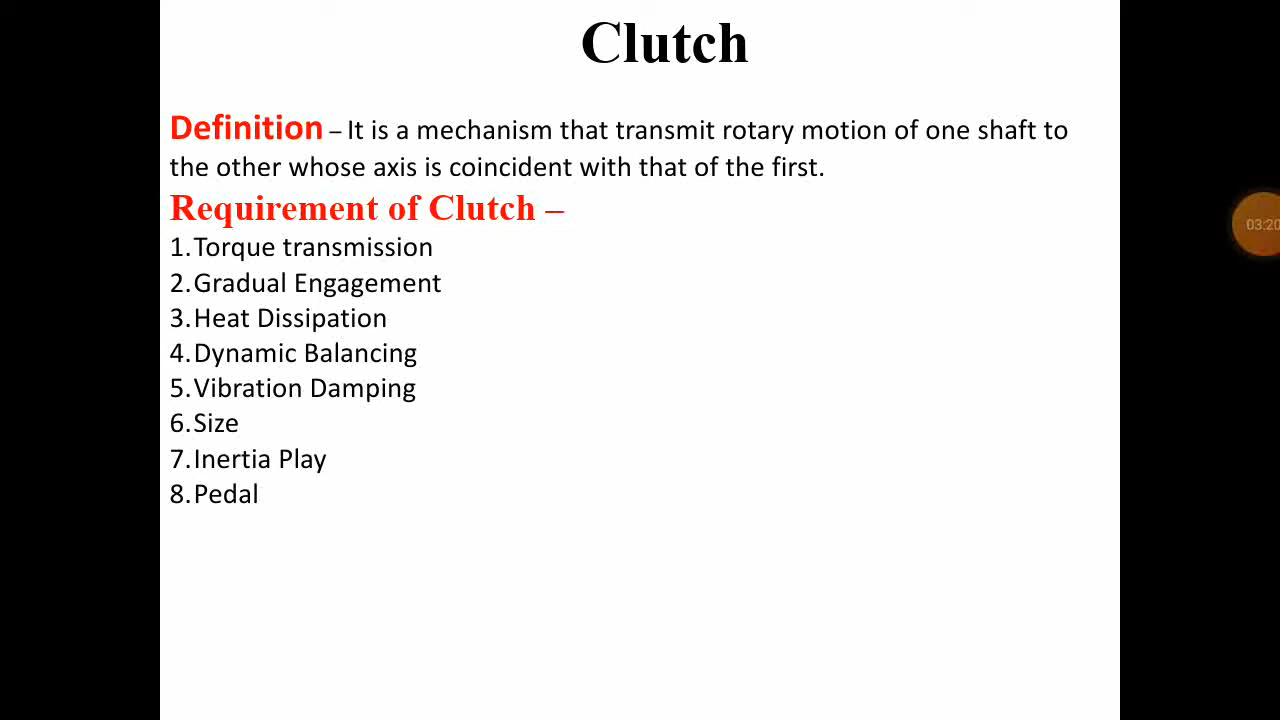 Clutch
Definition – It is a mechanism that transmit rotary motion of one shaft to
the other whose axis is coincident with that of the first.
Requirement of Clutch –
1.Torque transmission
2.Gradual Engagement
3.Heat Dissipation
4.Dynamic Balancing
5.Vibration Damping
6.Size
7.Inertia Play
8.Pedal
03:20